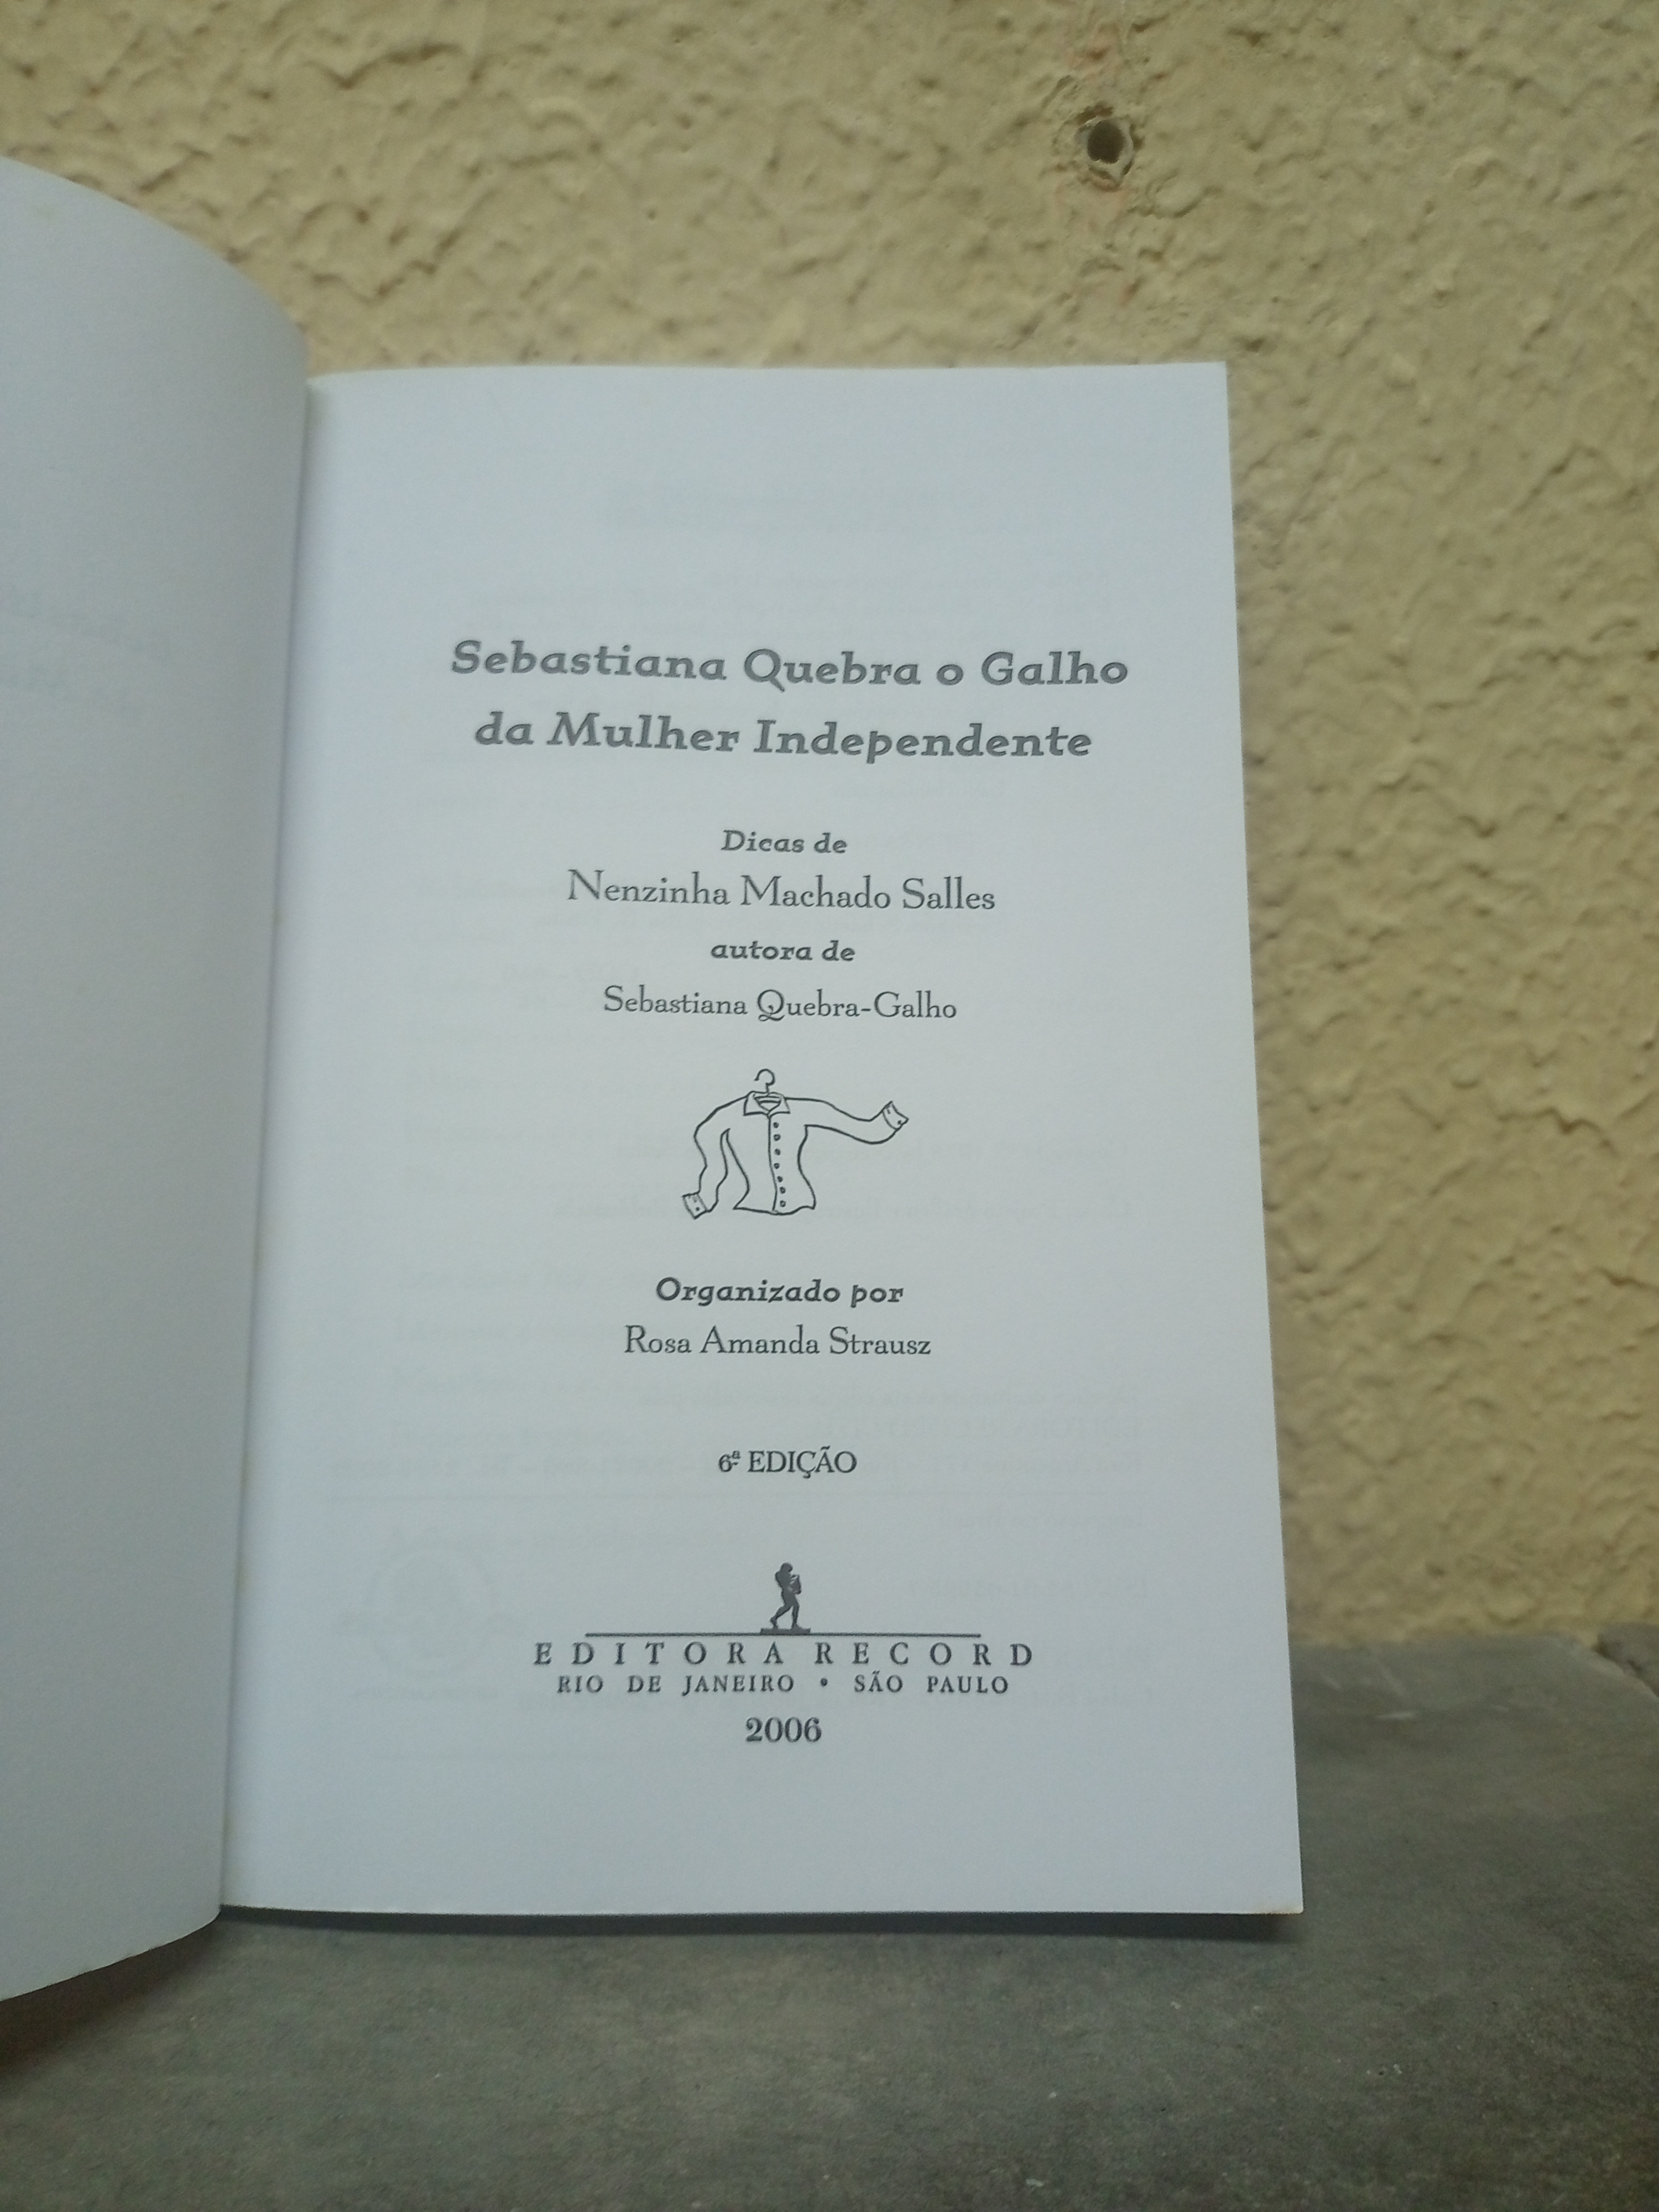 Sebastiana Quebra o Galho
da Mulher Independente
Dicas de
Nenzinha Machado Salles
autora de
Sebastiana Quebra-Galho
Organizado por
Rosa Amanda Strausz
6ª EDIÇÃO
EDITORA RECORD
RIO DE JANEIRO • SÃO PAULO
2006